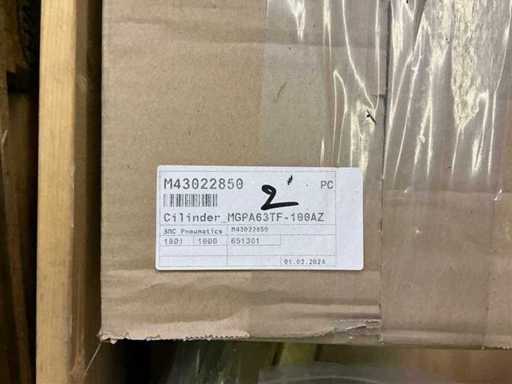 M43022850 2 PC
Cilinder_MGPA63TF-100AZ
SMC Pneumatics M43022850
1801 1000 651301
01.03.2024